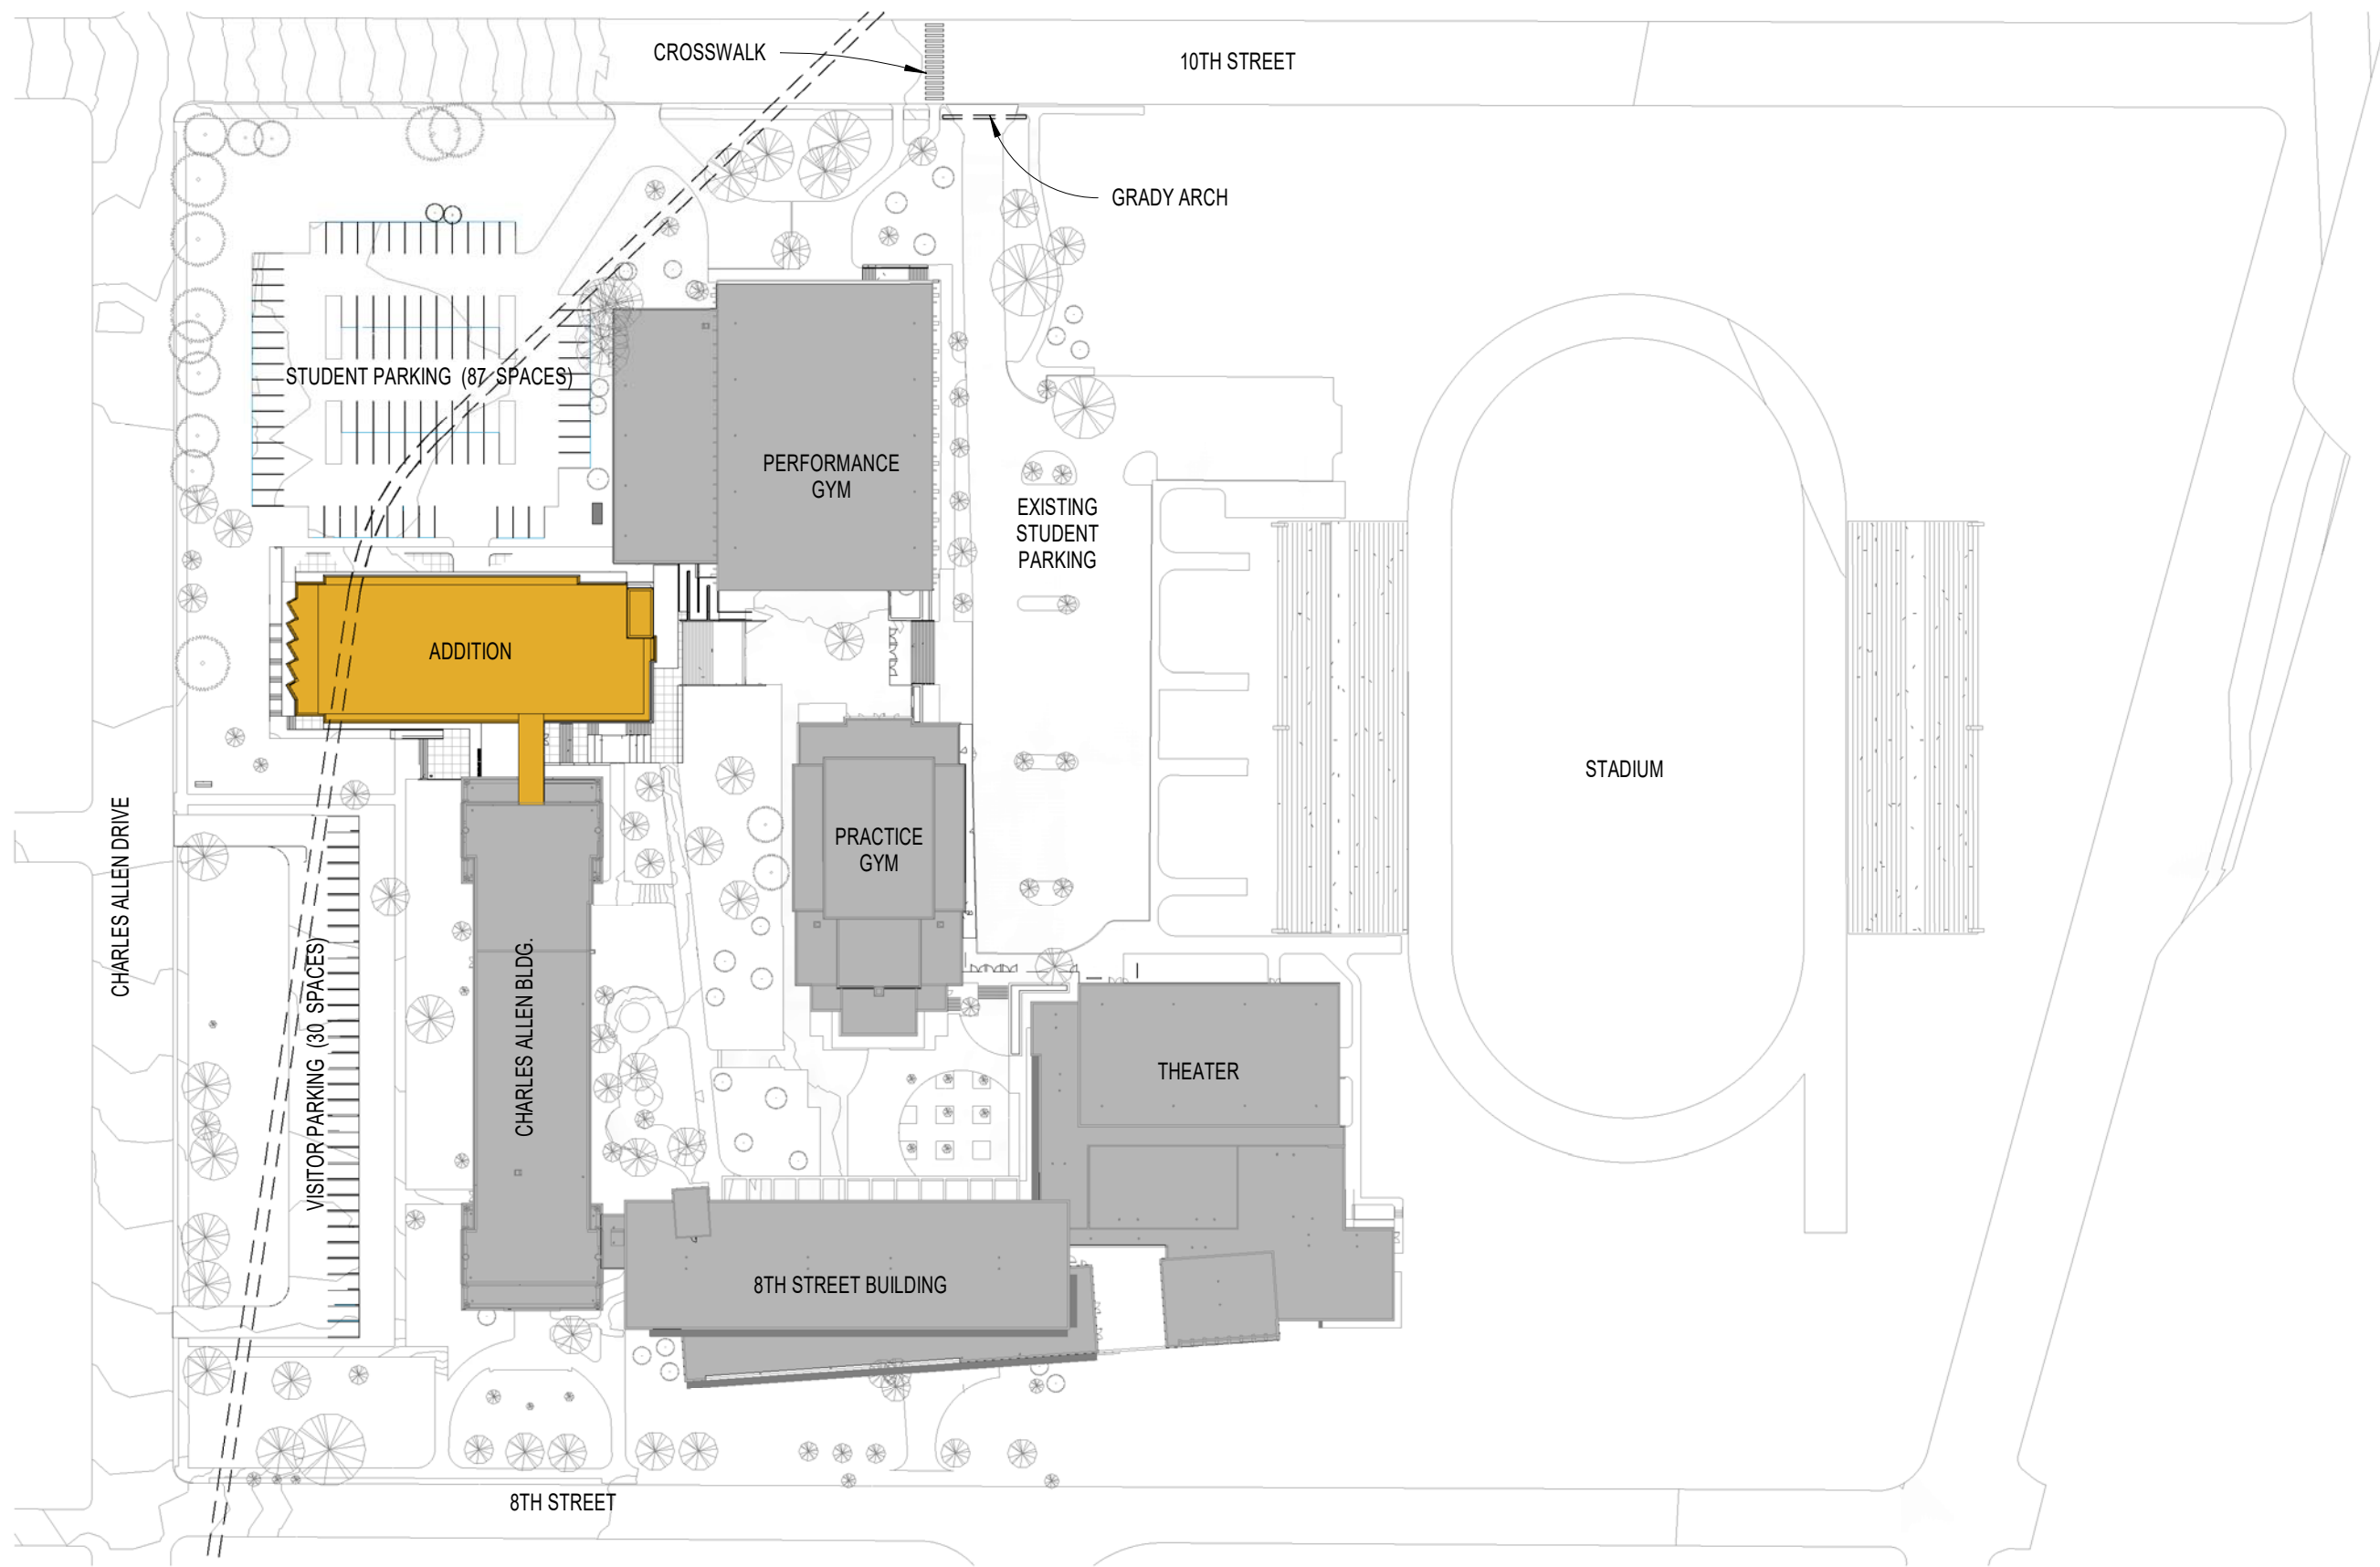 CROSSWALK
10TH STREET
GRADY ARCH
STUDENT PARKING (87 SPACES)
PERFORMANCE
GYM
EXISTING
STUDENT
PARKING
ADDITION
STADIUM
PRACTICE
GYM
CHARLES ALLEN DRIVE
VISITOR PARKING (30 SPACES)
CHARLES ALLEN BLDG.
THEATER
8TH STREET BUILDING
8TH STREET